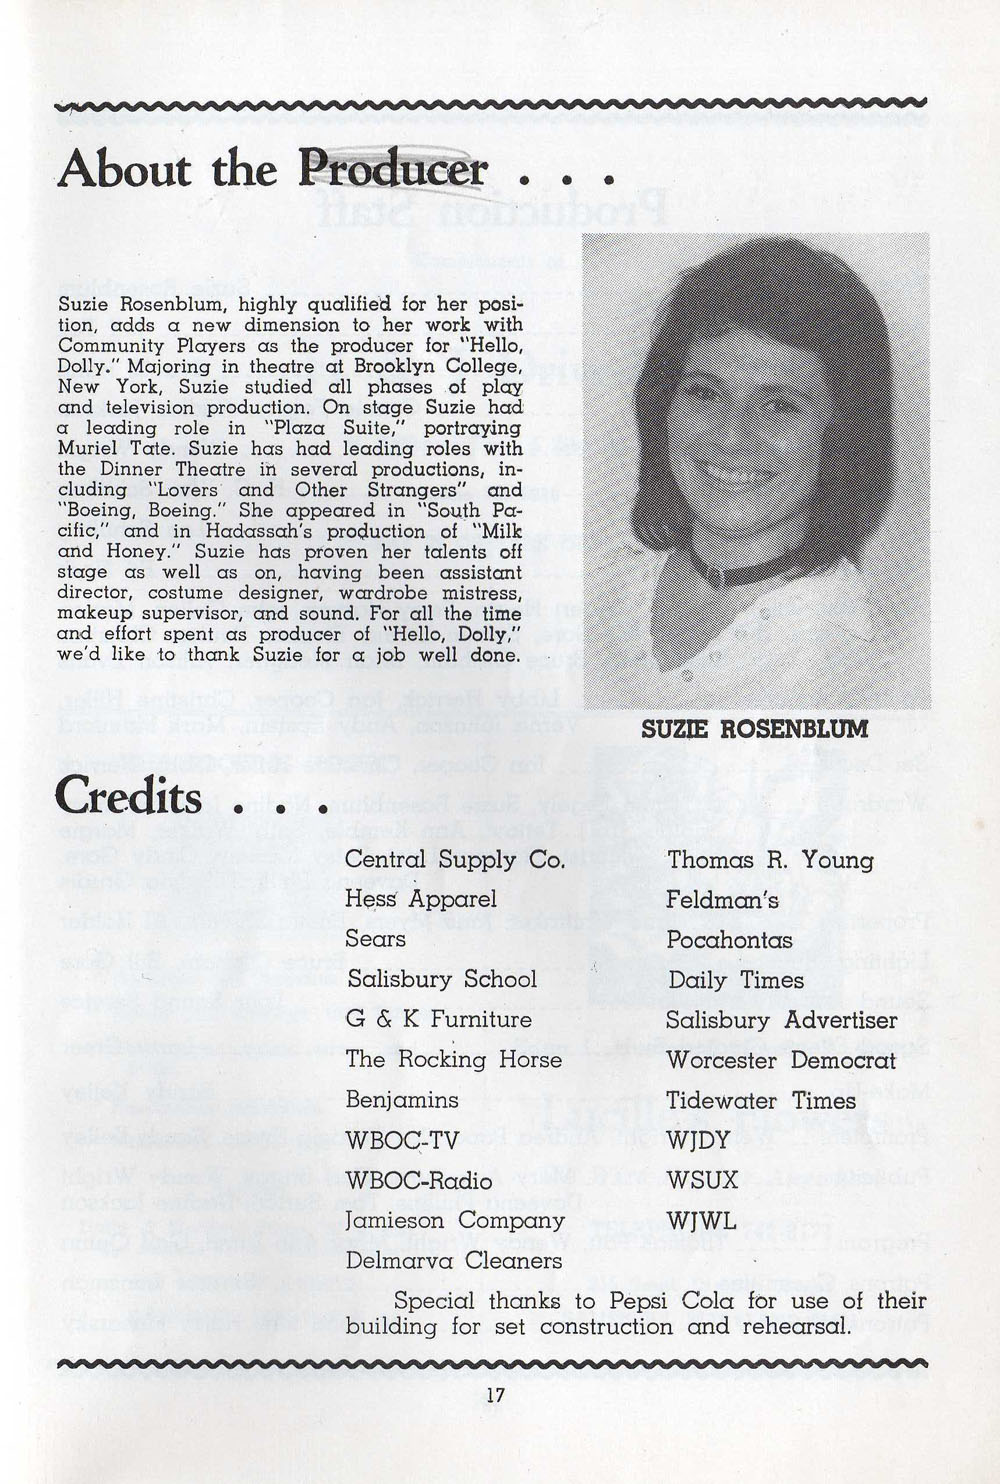 About the Producer . . .
Suzie Rosenblum, highly qualified for her posi-
tion, adds a new dimension to her work with
Community Players as the producer for "Hello,
Dolly." Majoring in theatre at Brooklyn College,
New York, Suzie studied all phases of play
and television production. On stage Suzie had
a leading role in "Plaza Suite," portraying
Muriel Tate. Suzie has had leading roles with
the Dinner Theatre in several productions, in-
cluding "Lovers and Other Strangers" and
"Boeing, Boeing." She appeared in "South Pa-
cific," and in Hadassah's production of "Milk
and Honey." Suzie has proven her talents off
stage as well as on, having been assistant
director, costume designer, wardrobe mistress,
makeup supervisor, and sound. For all the time
and effort spent as producer of "Hello, Dolly,"
we'd like to thank Suzie for a job well done.
SUZIE ROSENBLUM
Credits . . .
Central Supply Co.
Hess Apparel
Sears
Salisbury School
G & K Furniture
The Rocking Horse
Benjamins
WBOC-TV
WBOC-Radio
Jamieson Company
Delmarva Cleaners
Thomas R. Young
Feldman's
Pocahontas
Daily Times
Salisbury Advertiser
Worcester Democrat
Tidewater Times
WJDY
WSUX
WJWL
Special thanks to Pepsi Cola for use of their
building for set construction and rehearsal.
17